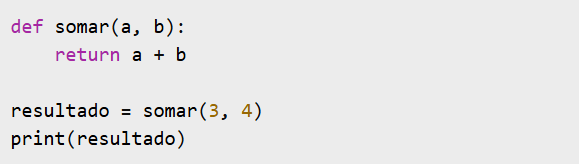 def somar(a, b):
    return a + b

resultado = somar(3, 4)
print(resultado)